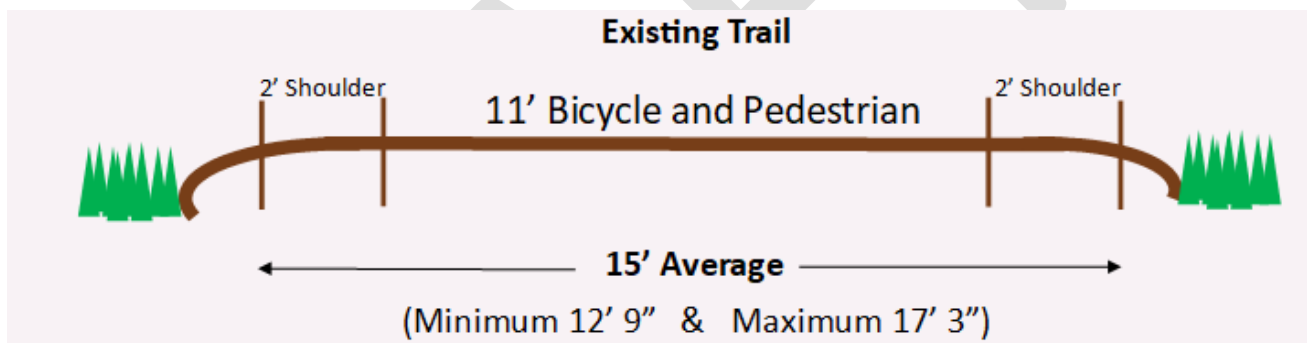 Existing Trail
2’ Shoulder
11’ Bicycle and Pedestrian
2’ Shoulder
15’ Average
(Minimum 12’ 9” & Maximum 17’ 3”)